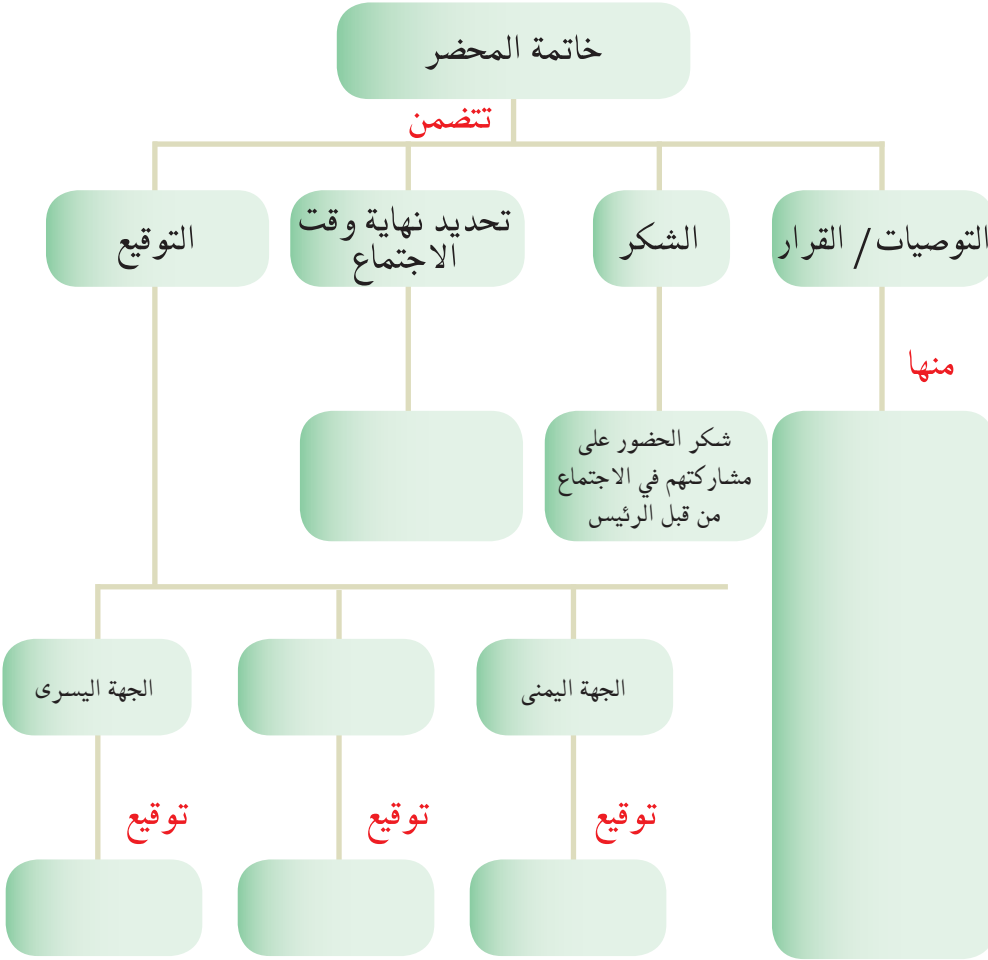 خاتمة المحضر
تتضمن
التوصيات / القرار
الشكر
تحديد نهاية وقت
الاجتماع
التوقيع
منها
شكر الحضور على
مشاركتهم في الاجتماع
من قبل الرئيس
الجهة اليمنى
الجهة اليسرى
توقيع
توقيع
توقيع